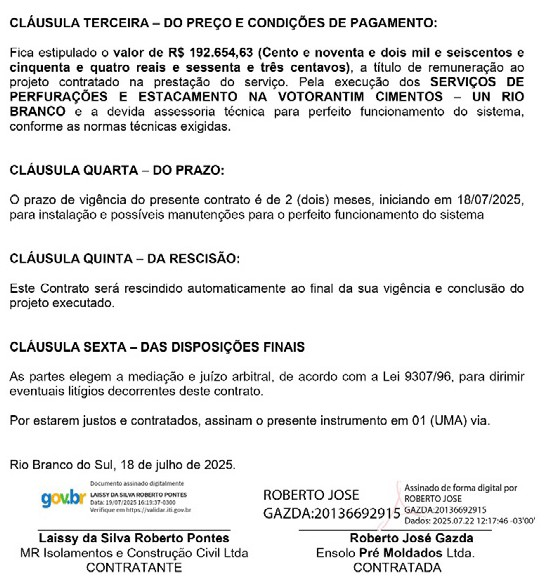 CLÁUSULA TERCEIRA – DO PREÇO E CONDIÇÕES DE PAGAMENTO:
Fica estipulado o valor de R$ 192.654,63 (Cento e noventa e dois mil e seiscentos e
cinquenta e quatro reais e sessenta e três centavos), a título de remuneração ao
projeto contratado na prestação do serviço. Pela execução dos SERVIÇOS DE
PERFURAÇÕES E ESTACAMENTO NA VOTORANTIM CIMENTOS – UN RIO
BRANCO e a devida assessoria técnica para perfeito funcionamento do sistema,
conforme as normas técnicas exigidas.
CLÁUSULA QUARTA – DO PRAZO:
O prazo de vigência do presente contrato é de 2 (dois) meses, iniciando em 18/07/2025,
para instalação e possíveis manutenções para o perfeito funcionamento do sistema
CLÁUSULA QUINTA – DA RESCISÃO:
Este Contrato será rescindido automaticamente ao final da sua vigência e conclusão do
projeto executado.
CLÁUSULA SEXTA – DAS DISPOSIÇÕES FINAIS
As partes elegem a mediação e juízo arbitral, de acordo com a Lei 9307/96, para dirimir
eventuais litígios decorrentes deste contrato.
Por estarem justos e contratados, assinam o presente instrumento em 01 (UMA) via.
Rio Branco do Sul, 18 de julho de 2025.
gov.br
Documento assinado digitalmente
LAISSY DA SILVA ROBERTO PONTES
Data: 19/07/2025 16:19:37-0300
Verifique em https://validar.iti.gov.br
Laissy da Silva Roberto Pontes
MR Isolamentos e Construção Civil Ltda
CONTRATANTE
ROBERTO JOSE
GAZDA:20136692915
Assinado de forma digital por
ROBERTO JOSE
GAZDA:20136692915
Dados: 2025.07.22 12:17:46 -03'00'
Roberto José Gazda
Ensolo Pré Moldados Ltda.
CONTRATADA